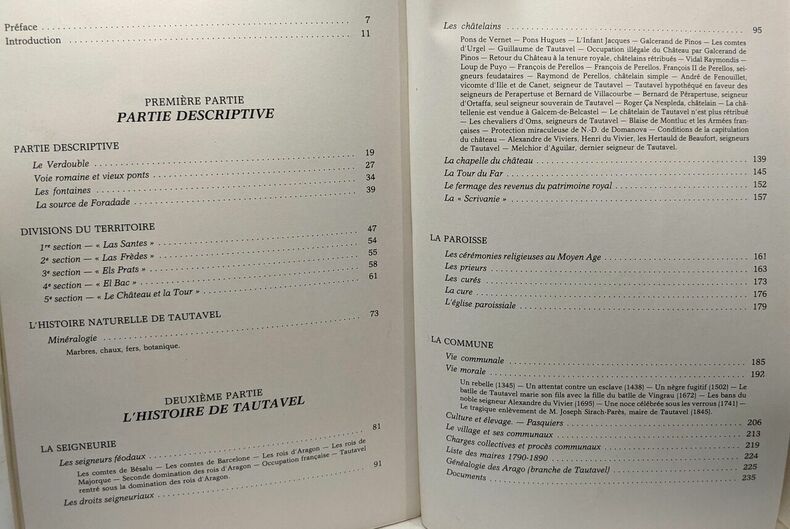 Préface 7
Introduction 11
PREMIÈRE PARTIE
PARTIE DESCRIPTIVE
PARTIE DESCRIPTIVE
Le Verdouble 19
Voie romaine et vieux ponts 27
Les fontaines 34
La source de Foradade 39
DIVISIONS DU TERRITOIRE
1re section — « Las Santes » 47
2e section — « Las Frèdes » 54
3e section — « Els Prats » 55
4e section — « El Bac » 58
5e section — « Le Château et la Tour » 61
L'HISTOIRE NATURELLE DE TAUTAVEL
Minéralogie 73
Marbres, chaux, fers, botanique.
DEUXIÈME PARTIE
L'HISTOIRE DE TAUTAVEL
LA SEIGNEURIE
Les seigneurs féodaux 81
Les comtes de Bésalu — Les comtes de Barcelone — Les rois d'Aragon — Les rois de
Majorque — Seconde domination des rois d'Aragon — Occupation française — Tautavel
rentré sous la domination des rois d'Aragon.
Les droits seigneuriaux 91
Les châtelains 95
Pons de Vernet — Pons Hugues — L'Infant Jacques — Galcerand de Pinos — Les comtes
d'Urgel — Guillaume de Tautavel — Occupation illégale du Château par Galcerand de
Pinos — Retour du Château à la tenure royale, châtelains rétribués — Vidal Raymondis —
Loup de Puyo — François de Perellos — François de Perellos, François II de Perellos, sei-
gneurs feudataires — Raymond de Perellos, châtelain simple — André de Fenouillet,
vicomte d'Ille et de Canet, seigneur de Tautavel — Tautavel hypothéqué en faveur des
seigneurs de Perapertuse et Bernard de Villacourbe — Bernard de Pérapertuse, seigneur
d'Ortaffa, seul seigneur souverain de Tautavel — Roger Ça Nespleda, châtelain — La châ-
tellenie est vendue à Galcem-de-Belcastel — Le châtelain de Tautavel n'est plus rétribué
— Les chevaliers d'Oms, seigneurs de Tautavel — Blaise de Montluc et les Armées fran-
çaises — Protection miraculeuse de N.-D. de Domanova — Conditions de la capitulation
du château — Alexandre de Viviers, Henri du Vivier, les Hertauld de Beaufort, seigneurs
de Tautavel — Melchior d'Aguilar, dernier seigneur de Tautavel.
La chapelle du château 139
La Tour du Far 145
Le fermage des revenus du patrimoine royal 152
La « Scrivanie » 157
LA PAROISSE
Les cérémonies religieuses au Moyen Age 161
Les prieurs 163
Les curés 173
La cure 176
L'église paroissiale 179
LA COMMUNE
Vie communale 185
Vie morale 192
Un rebelle (1345) — Un attentat contre un esclave (1438) — Un nègre fugitif (1502) — Le
batlle de Tautavel marie son fils avec la fille du batlle de Vingrau (1672) — Les bans du
noble seigneur Alexandre du Vivier (1695) — Une noce célébrée sous les verrous (1741) —
Le tragique enlèvement de M. Joseph Sirach-Parès, maire de Tautavel (1845).
Culture et élevage. — Pasquiers 206
Le village et ses communaux 213
Charges collectives et procès communaux 219
Liste des maires 1790-1890 224
Généalogie des Arago (branche de Tautavel) 225
Documents 235